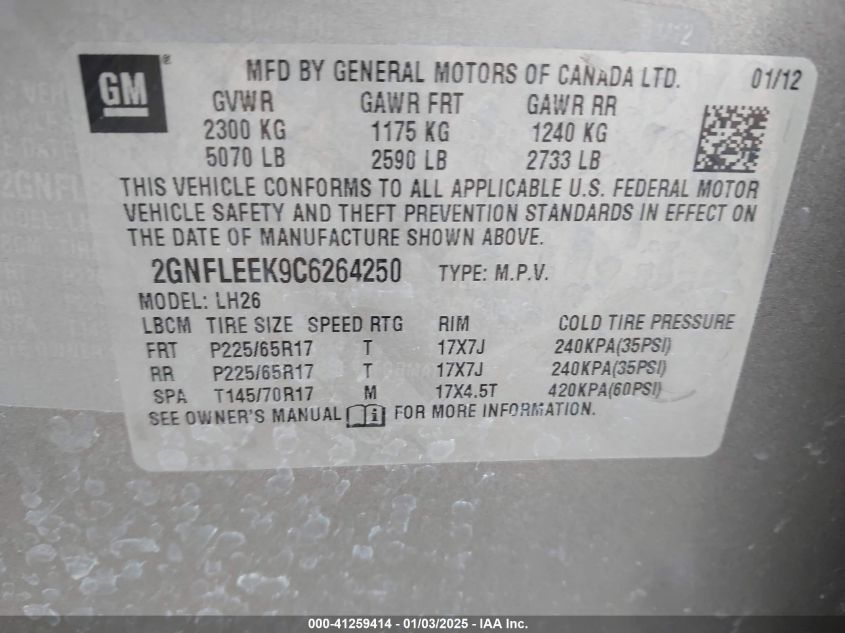 GM ® MFD BY GENERAL MOTORS OF CANADA LTD. 01/12
GVWR GAWR FRT GAWR RR
2300 KG 1175 KG 1240 KG
5070 LB 2590 LB 2733 LB
THIS VEHICLE CONFORMS TO ALL APPLICABLE U.S. FEDERAL MOTOR
VEHICLE SAFETY AND THEFT PREVENTION STANDARDS IN EFFECT ON
THE DATE OF MANUFACTURE SHOWN ABOVE.
2GNFLEEK9C6264250 TYPE: M.P.V.
MODEL: LH26
LBCM TIRE SIZE SPEED RTG RIM COLD TIRE PRESSURE
FRT P225/65R17 T 17X7J 240KPA(35PSI)
RR P225/65R17 T 17X7J 240KPA(35PSI)
SPA T145/70R17 M 17X4.5T 420KPA(60PSI)
SEE OWNER'S MANUAL i FOR MORE INFORMATION.
000-41259414 - 01/03/2025 - IAA Inc.